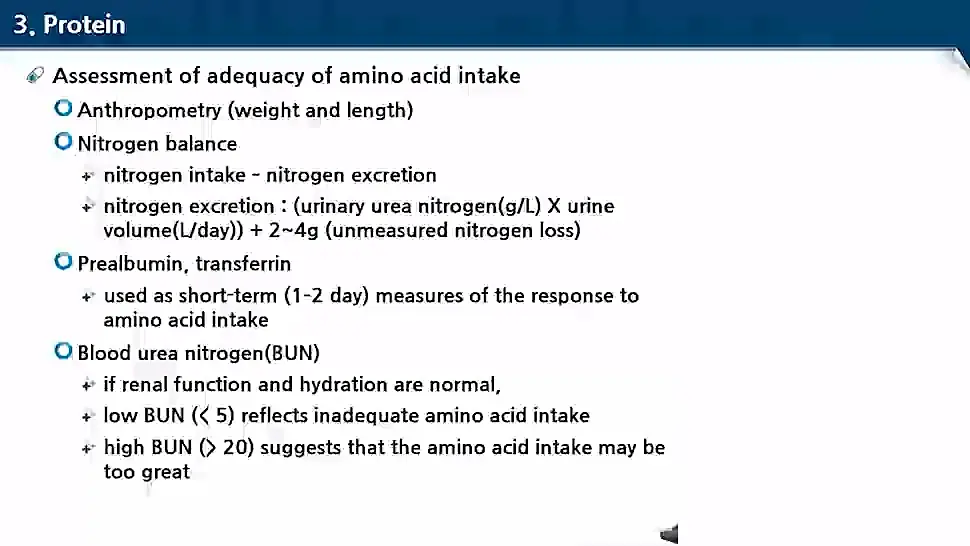 3. Protein
Assessment of adequacy of amino acid intake
Anthropometry (weight and length)
Nitrogen balance
nitrogen intake - nitrogen excretion
nitrogen excretion : (urinary urea nitrogen(g/L) X urine
volume(L/day)) + 2~4g (unmeasured nitrogen loss)
Prealbumin, transferrin
used as short-term (1-2 day) measures of the response to
amino acid intake
Blood urea nitrogen(BUN)
if renal function and hydration are normal,
low BUN (< 5) reflects inadequate amino acid intake
high BUN (> 20) suggests that the amino acid intake may be
too great